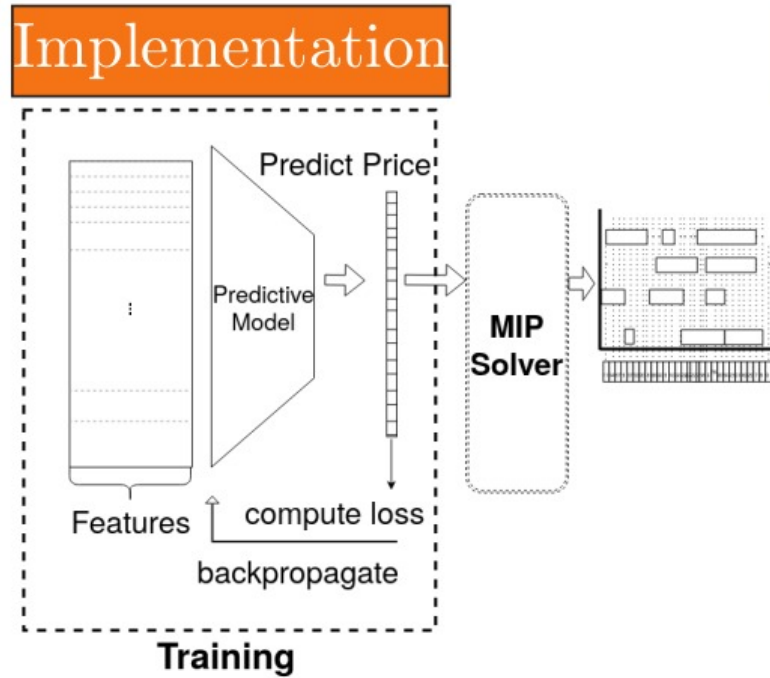 Implementation
Predict Price
Predictive
Model
MIP
Solver
Features
compute loss
backpropagate
Training